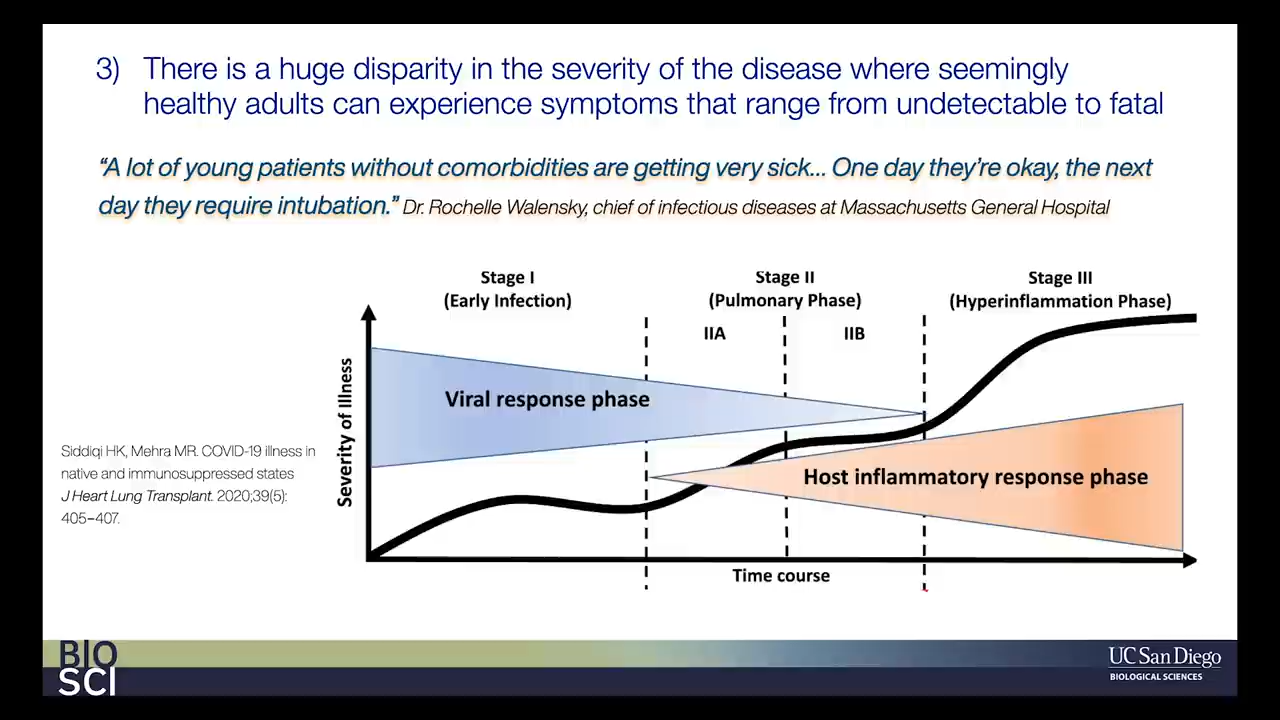 3) There is a huge disparity in the severity of the disease where seemingly
healthy adults can experience symptoms that range from undetectable to fatal
“A lot of young patients without comorbidities are getting very sick... One day they’re okay, the next
day they require intubation.” Dr. Rochelle Walensky, chief of infectious diseases at Massachusetts General Hospital
Stage I
(Early Infection)
Stage II
(Pulmonary Phase)
Stage III
(Hyperinflammation Phase)
IIA
IIB
Severity of Illness
Viral response phase
Host inflammatory response phase
Time course
Siddiqi HK, Mehra MR. COVID-19 illness in
native and immunosuppressed states
J Heart Lung Transplant. 2020;39(5):
405–407.
BIO
SCI
UC San Diego
BIOLOGICAL SCIENCES